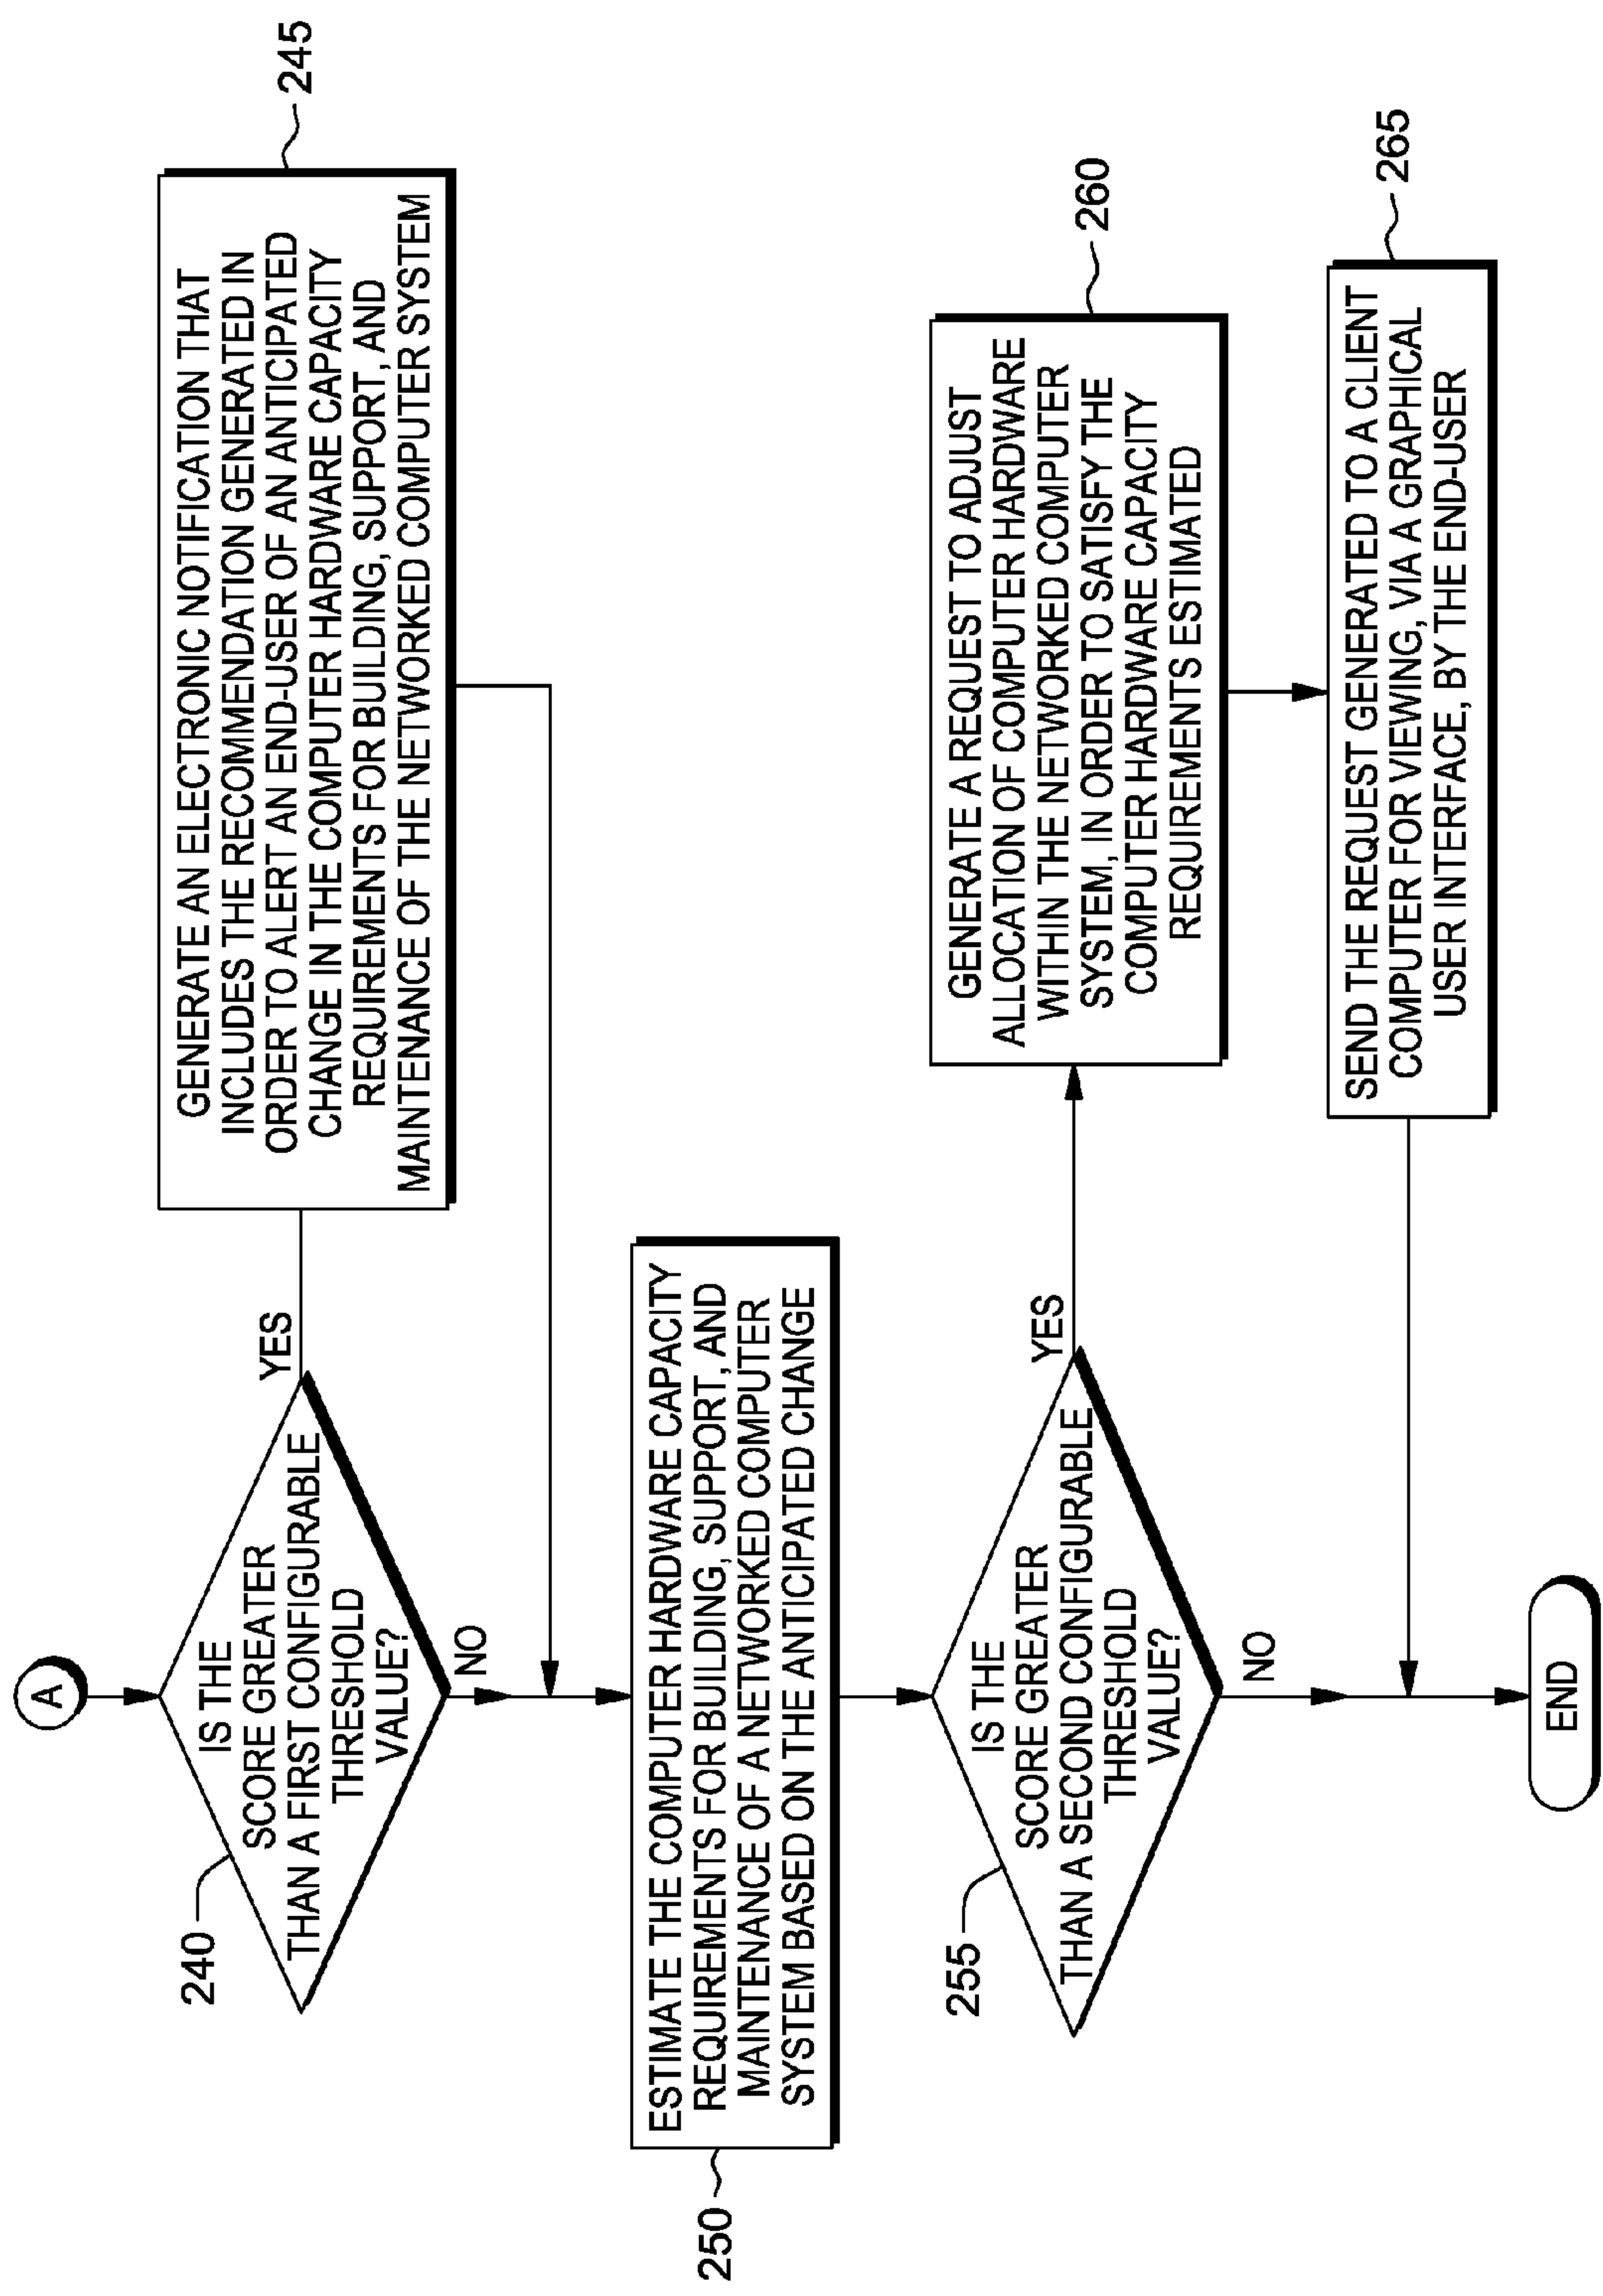 A
240
IS THE
SCORE GREATER
THAN A FIRST CONFIGURABLE
THRESHOLD
VALUE?
YES
NO
GENERATE AN ELECTRONIC NOTIFICATION THAT
INCLUDES THE RECOMMENDATION GENERATED IN
ORDER TO ALERT AN END-USER OF AN ANTICIPATED
CHANGE IN THE COMPUTER HARDWARE CAPACITY
REQUIREMENTS FOR BUILDING, SUPPORT, AND
MAINTENANCE OF THE NETWORKED COMPUTER SYSTEM
245
250
ESTIMATE THE COMPUTER HARDWARE CAPACITY
REQUIREMENTS FOR BUILDING, SUPPORT, AND
MAINTENANCE OF A NETWORKED COMPUTER
SYSTEM BASED ON THE ANTICIPATED CHANGE
255
IS THE
SCORE GREATER
THAN A SECOND CONFIGURABLE
THRESHOLD
VALUE?
YES
NO
GENERATE A REQUEST TO ADJUST
ALLOCATION OF COMPUTER HARDWARE
WITHIN THE NETWORKED COMPUTER
SYSTEM, IN ORDER TO SATISFY THE
COMPUTER HARDWARE CAPACITY
REQUIREMENTS ESTIMATED
260
SEND THE REQUEST GENERATED TO A CLIENT
COMPUTER FOR VIEWING, VIA A GRAPHICAL
USER INTERFACE, BY THE END-USER
265
END